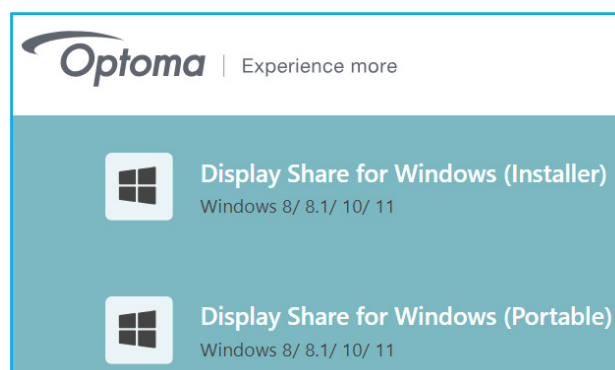 Optoma | Experience more
Display Share for Windows (Installer)
Windows 8/ 8.1/ 10/ 11
Display Share for Windows (Portable)
Windows 8/ 8.1/ 10/ 11